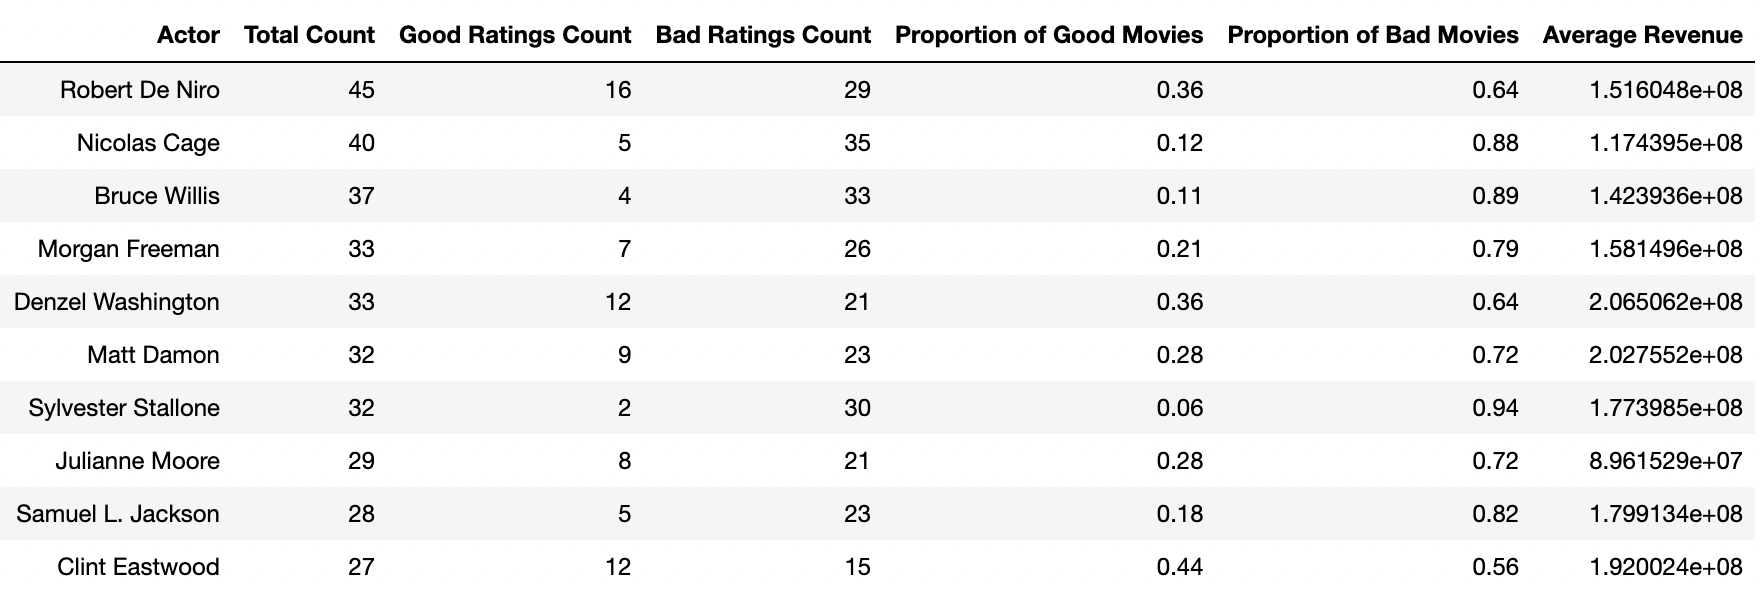 Actor Total Count Good Ratings Count Bad Ratings Count Proportion of Good Movies Proportion of Bad Movies Average Revenue
Robert De Niro 45 16 29 0.36 0.64 1.516048e+08
Nicolas Cage 40 5 35 0.12 0.88 1.174395e+08
Bruce Willis 37 4 33 0.11 0.89 1.423936e+08
Morgan Freeman 33 7 26 0.21 0.79 1.581496e+08
Denzel Washington 33 12 21 0.36 0.64 2.065062e+08
Matt Damon 32 9 23 0.28 0.72 2.027552e+08
Sylvester Stallone 32 2 30 0.06 0.94 1.773985e+08
Julianne Moore 29 8 21 0.28 0.72 8.961529e+07
Samuel L. Jackson 28 5 23 0.18 0.82 1.799134e+08
Clint Eastwood 27 12 15 0.44 0.56 1.920024e+08